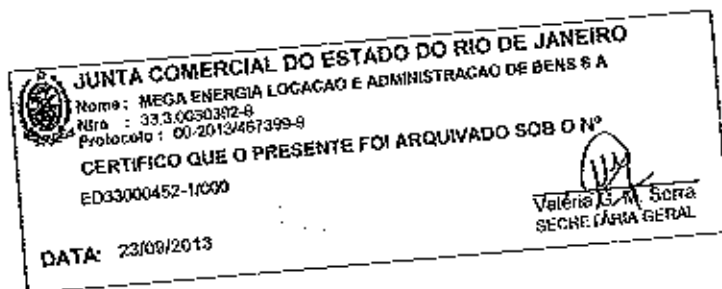 JUNTA COMERCIAL DO ESTADO DO RIO DE JANEIRO
Nome : MEGA ENERGIA LOCACAO E ADMINISTRACAO DE BENS S A
Nire : 33.3.0030392-8
Protocolo : 00-2013/467399-9
CERTIFICO QUE O PRESENTE FOI ARQUIVADO SOB O Nº
ED33000452-1/000
Valéria G. M. Serra
SECRETÁRIA GERAL
DATA: 23/09/2013